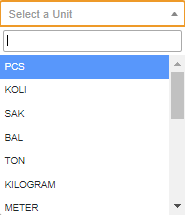 Select a Unit
PCS
KOLI
SAK
BAL
TON
KILOGRAM
METER